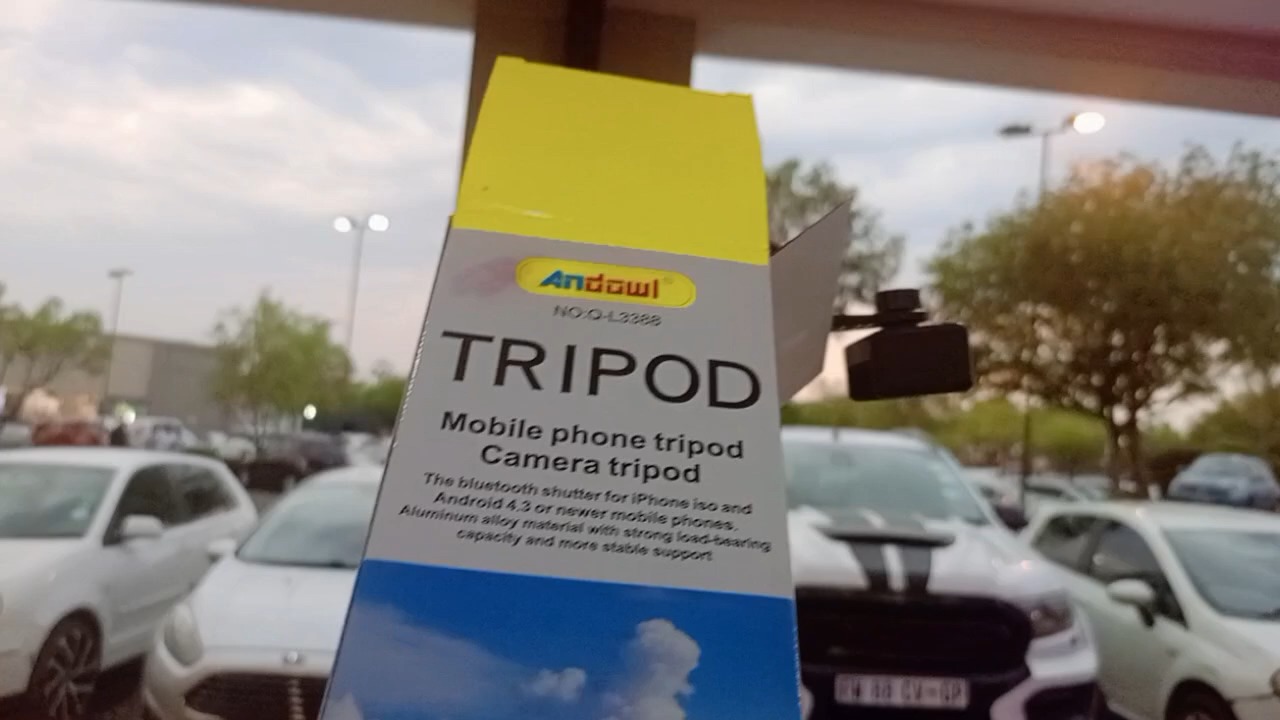 Andowl
NO:Q-L3388
TRIPOD
Mobile phone tripod
Camera tripod
The bluetooth shutter for iPhone iso and
Android 4.3 or newer mobile phones.
Aluminum alloy material with strong load-bearing
capacity and more stable support